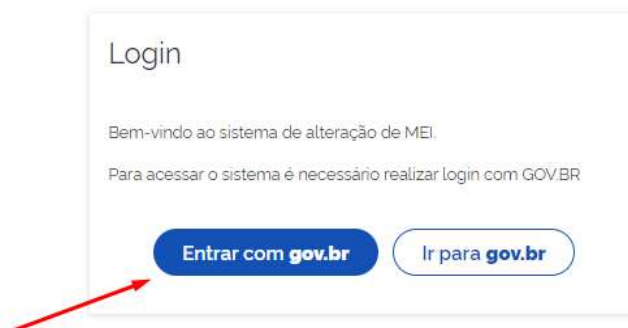 Login
Bem-vindo ao sistema de alteração de MEI.
Para acessar o sistema é necessário realizar login com GOV.BR
Entrar com gov.br
Ir para gov.br